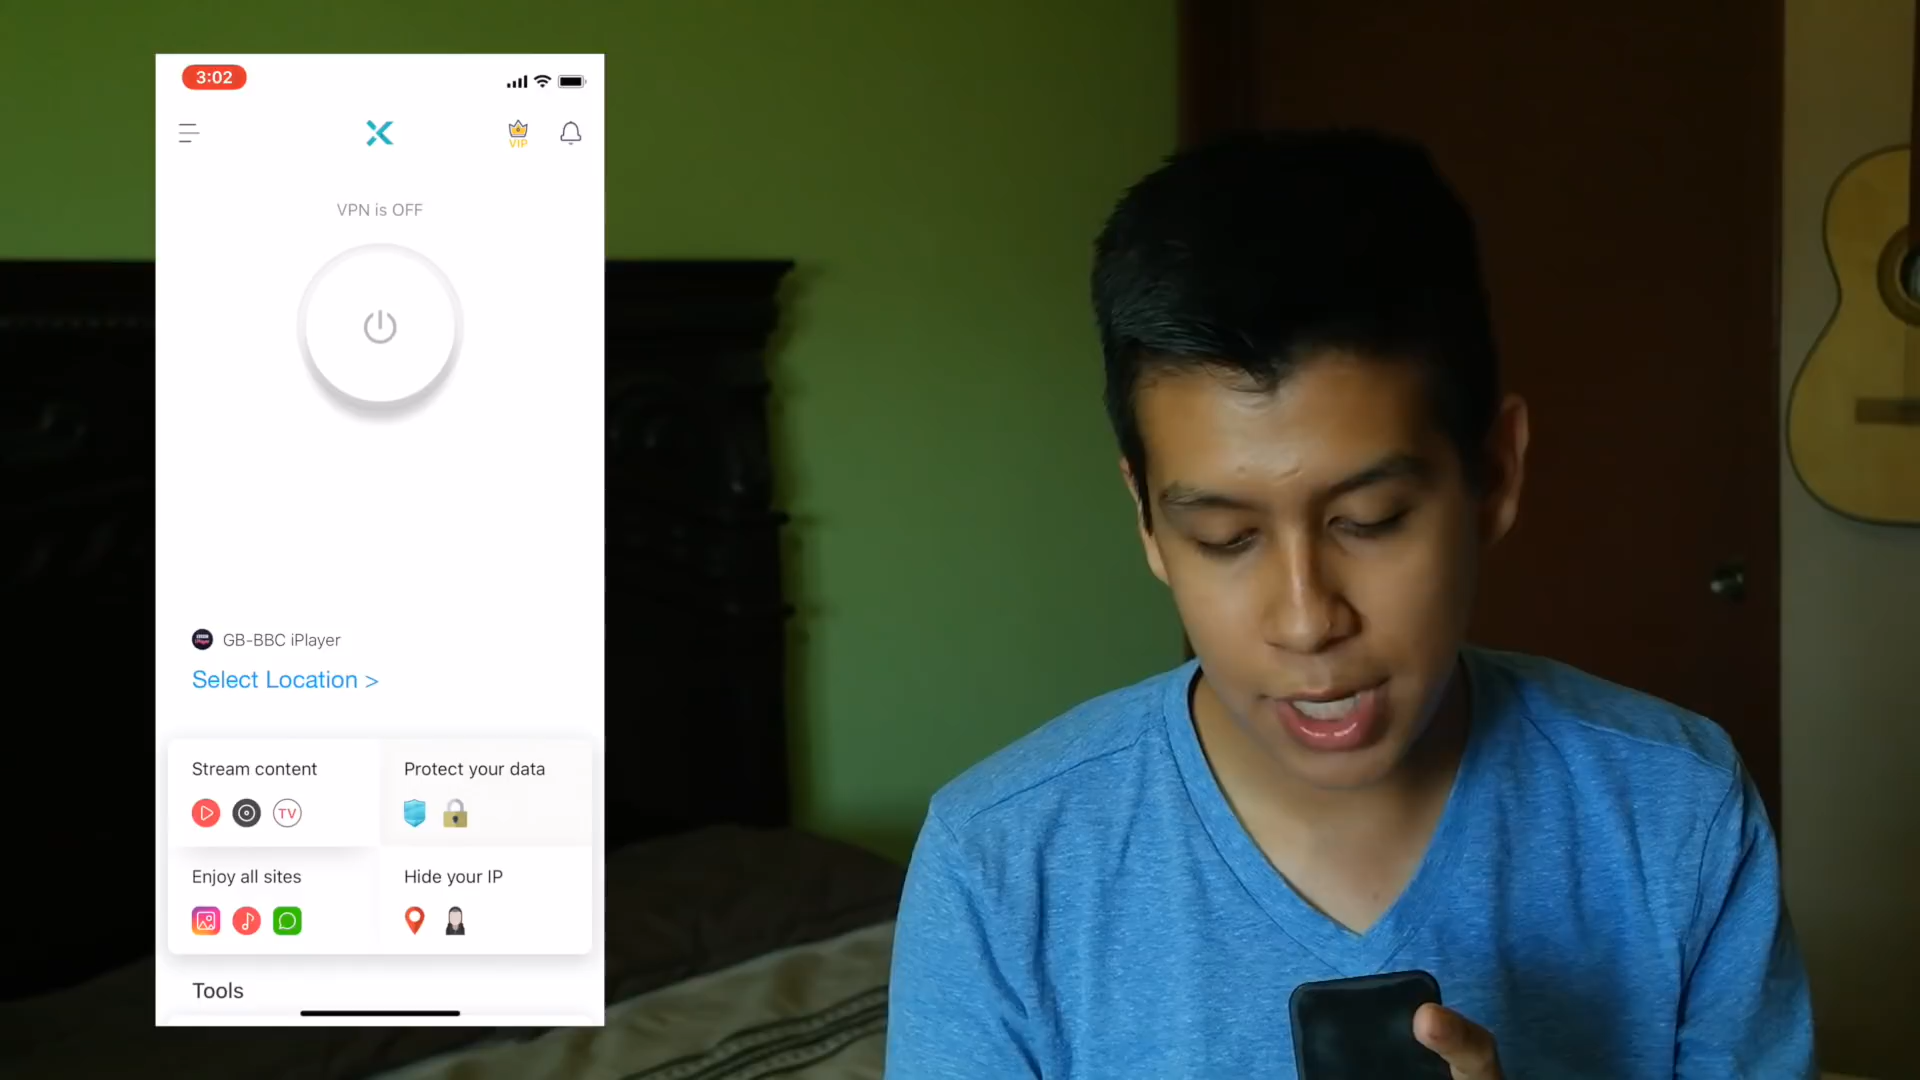 3:02
VIP
VPN is OFF
GB-BBC iPlayer
Select Location >
Stream content
Protect your data
TV
Enjoy all sites
Hide your IP
Tools